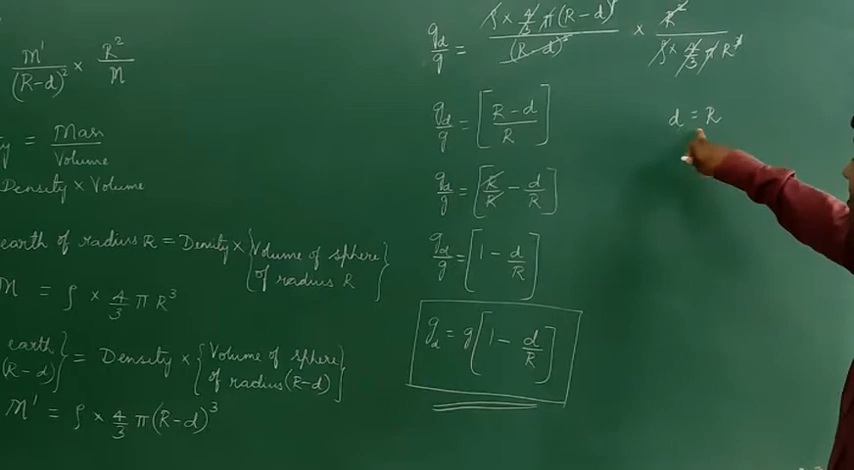 M'/(R-d)² × R²/M
= Mass/Volume
Density × Volume
earth of radius R = Density × {Volume of sphere of radius R}
M = ρ × 4/3 π R³
earth (R-d)} = Density × {Volume of sphere of radius (R-d)}
M' = ρ × 4/3 π(R-d)³
g_d/g = ρ × 4/3 π(R-d)³/(R-d)² × R²/ρ × 4/3 π R³
g_d/g = [R-d/R]
g_d/g = [R/R - d/R]
g_d/g = [1 - d/R]
g_d = g[1 - d/R]
d = R